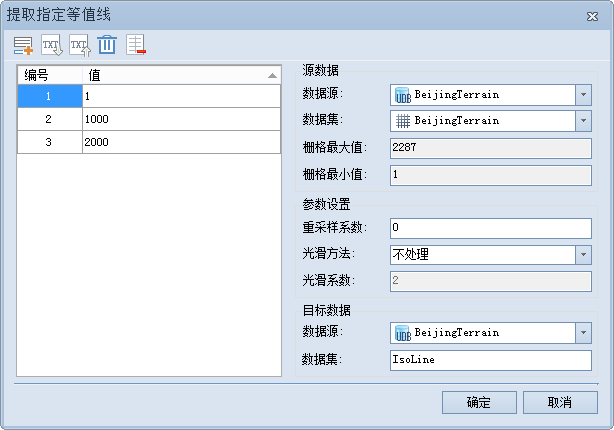 提取指定等值线
TXT TXT
编号 值
1 1
2 1000
3 2000
源数据
数据源: UDB BeijingTerrain
数据集: BeijingTerrain
栅格最大值: 2287
栅格最小值: 1
参数设置
重采样系数: 0
光滑方法: 不处理
光滑系数: 2
目标数据
数据源: UDB BeijingTerrain
数据集: IsoLine
确定 取消